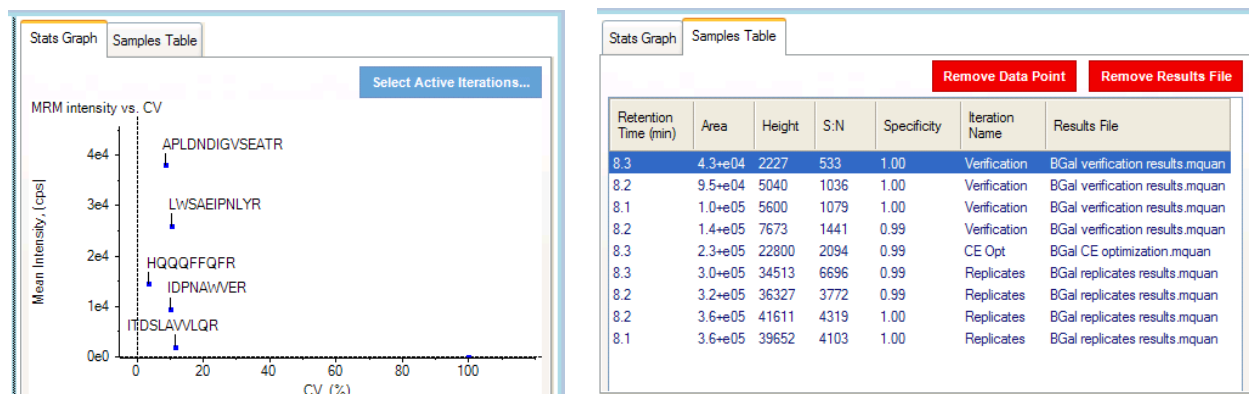 Stats Graph Samples Table
Select Active Iterations...
MRM intensity vs. CV
Mean Intensity, [cps]
4e4
3e4
2e4
1e4
0e0
APLDNDIGVSEATR
LWSAEIPNLYR
HQQQFFQFR
IDPNAWVER
ITDSLAVVLQR
0 20 40 60 80 100
CV, (%)
Stats Graph Samples Table
Remove Data Point Remove Results File
Retention Time (min) Area Height S:N Specificity Iteration Name Results File
8.3 4.3+e04 2227 533 1.00 Verification BGal verification results.mquan
8.2 9.5+e04 5040 1036 1.00 Verification BGal verification results.mquan
8.1 1.0+e05 5600 1079 1.00 Verification BGal verification results.mquan
8.2 1.4+e05 7673 1441 0.99 Verification BGal verification results.mquan
8.3 2.3+e05 22800 2094 0.99 CE Opt BGal CE optimization.mquan
8.3 3.0+e05 34513 6696 0.99 Replicates BGal replicates results.mquan
8.2 3.2+e05 36327 3772 0.99 Replicates BGal replicates results.mquan
8.2 3.6+e05 41611 4319 1.00 Replicates BGal replicates results.mquan
8.1 3.6+e05 39652 4103 1.00 Replicates BGal replicates results.mquan